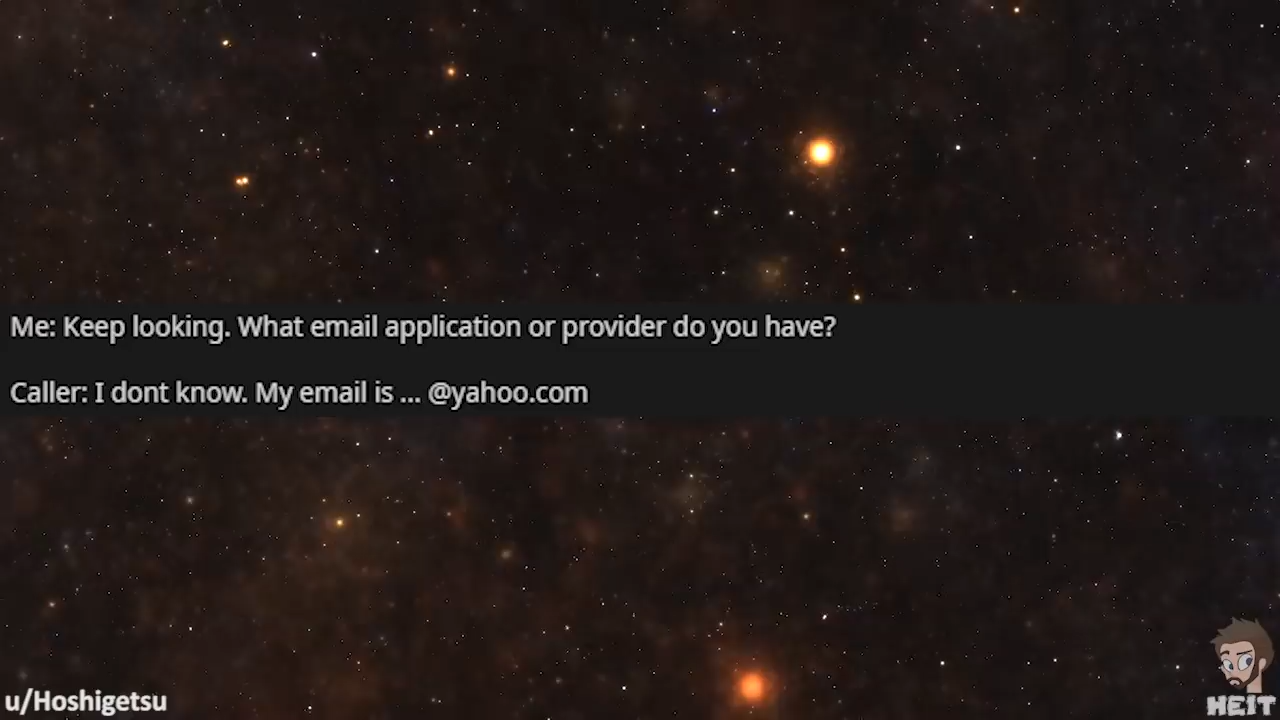 Me: Keep looking. What email application or provider do you have?
Caller: I dont know. My email is ... @yahoo.com
u/Hoshigetsu
HEIT